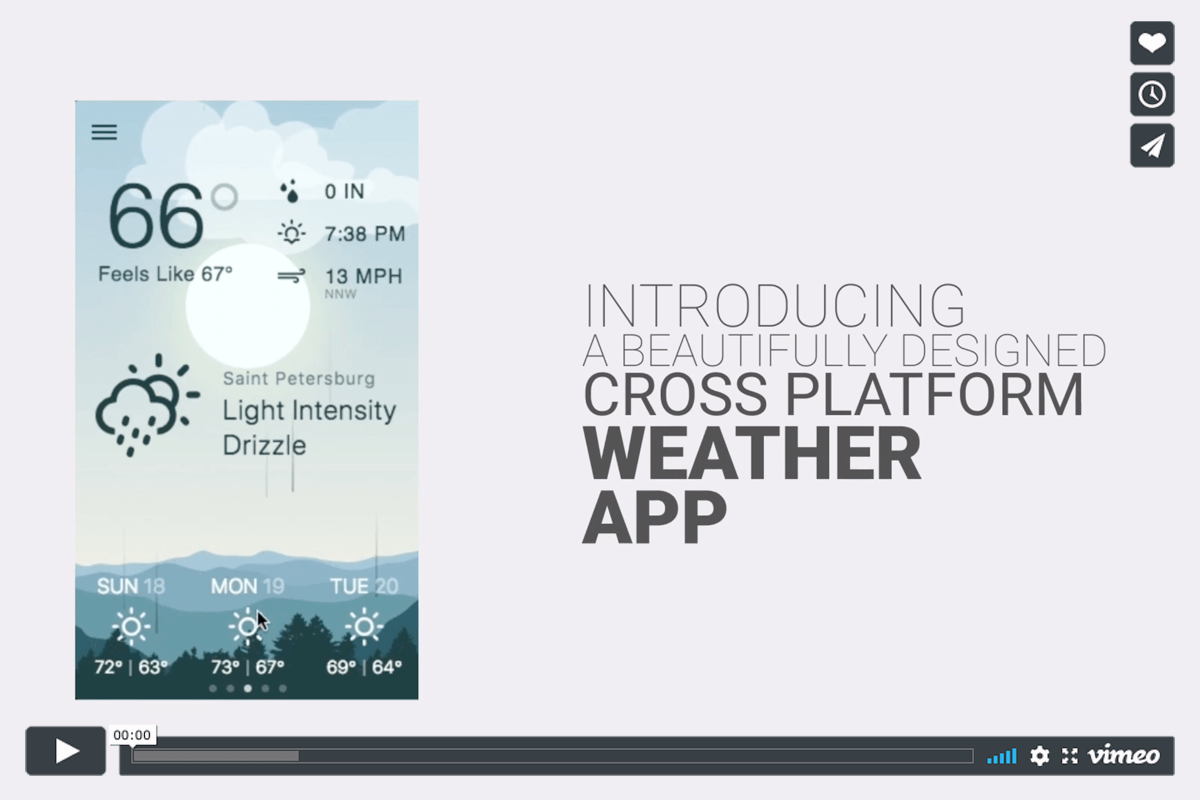 66°
0 IN
7:38 PM
Feels Like 67°
13 MPH
NNW
Saint Petersburg
Light Intensity
Drizzle
SUN 18 MON 19 TUE 20
72° | 63° 73° | 67° 69° | 64°
INTRODUCING
A BEAUTIFULLY DESIGNED
CROSS PLATFORM
WEATHER
APP
00:00
vimeo